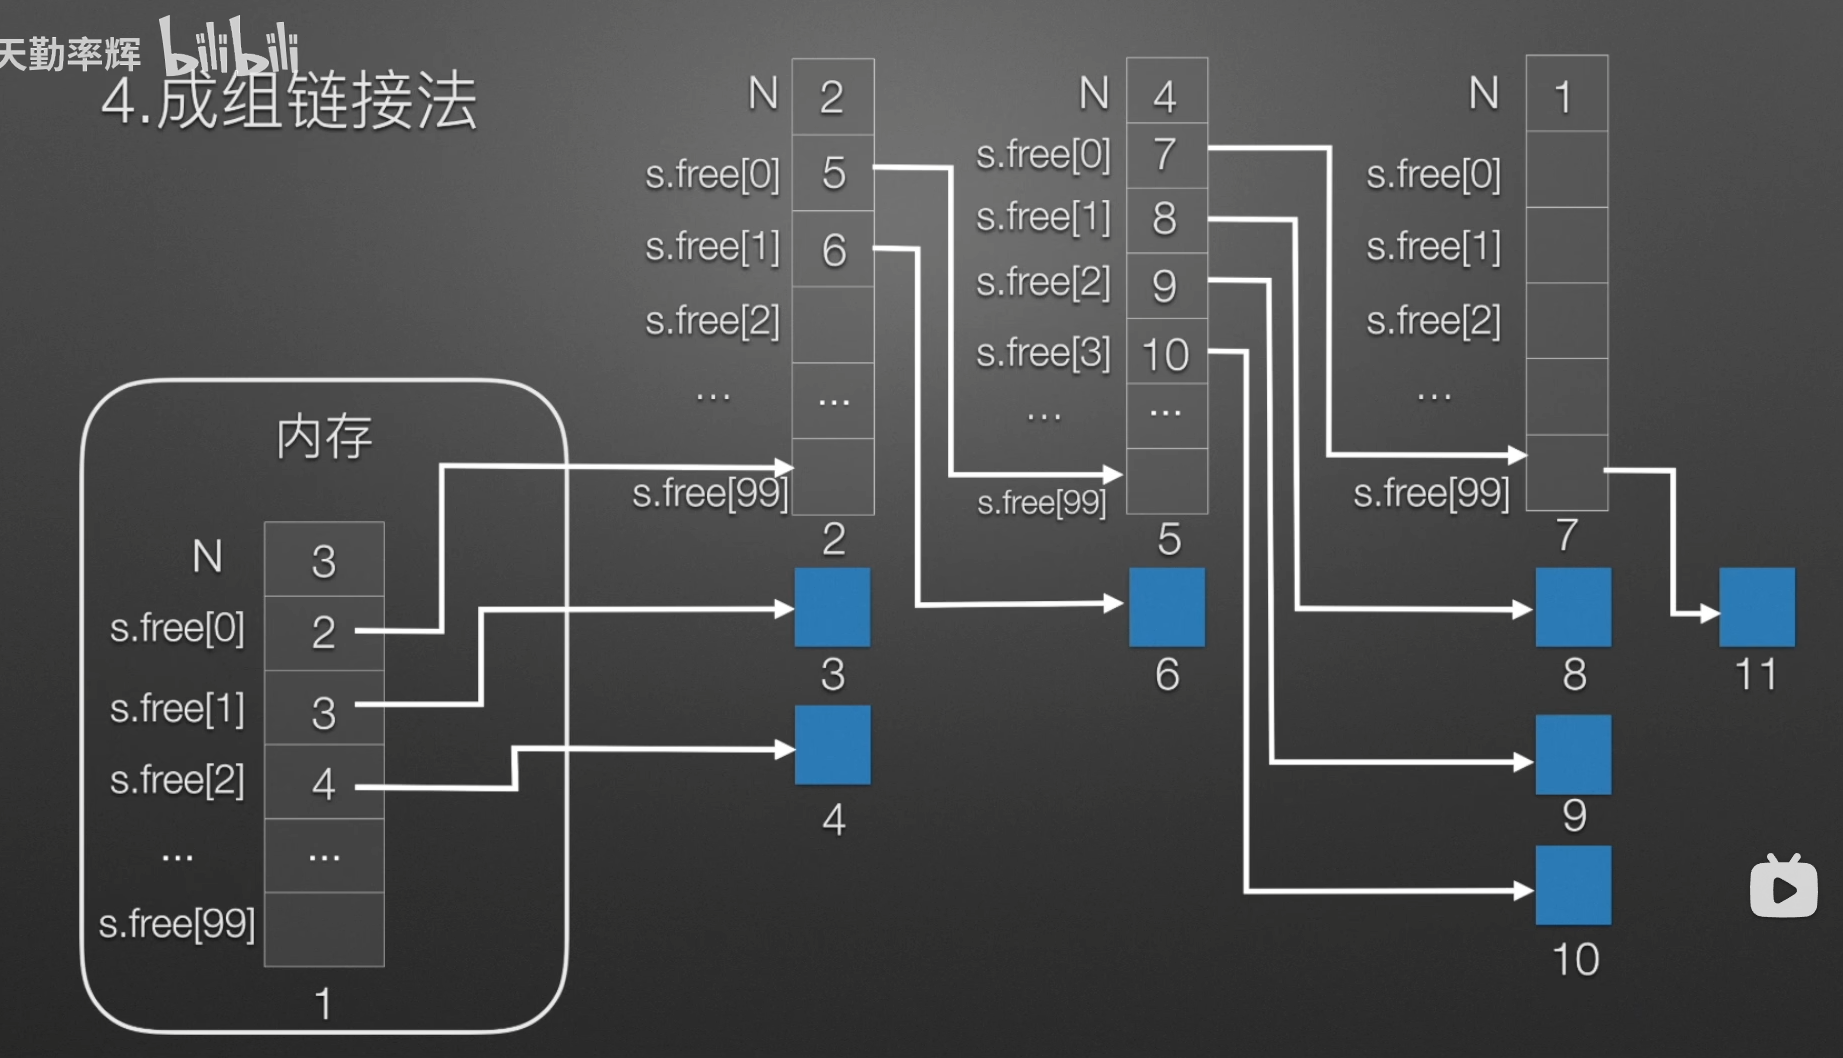 天勤率辉 bilibili
4.成组链接法
N 2
s.free[0] 5
s.free[1] 6
s.free[2]
... ...
s.free[99]
2
3
4
N 4
s.free[0] 7
s.free[1] 8
s.free[2] 9
s.free[3] 10
... ...
s.free[99]
5
6
N 1
s.free[0]
s.free[1]
s.free[2]
...
s.free[99]
7
8
9
10
11
内存
N 3
s.free[0] 2
s.free[1] 3
s.free[2] 4
... ...
s.free[99]
1